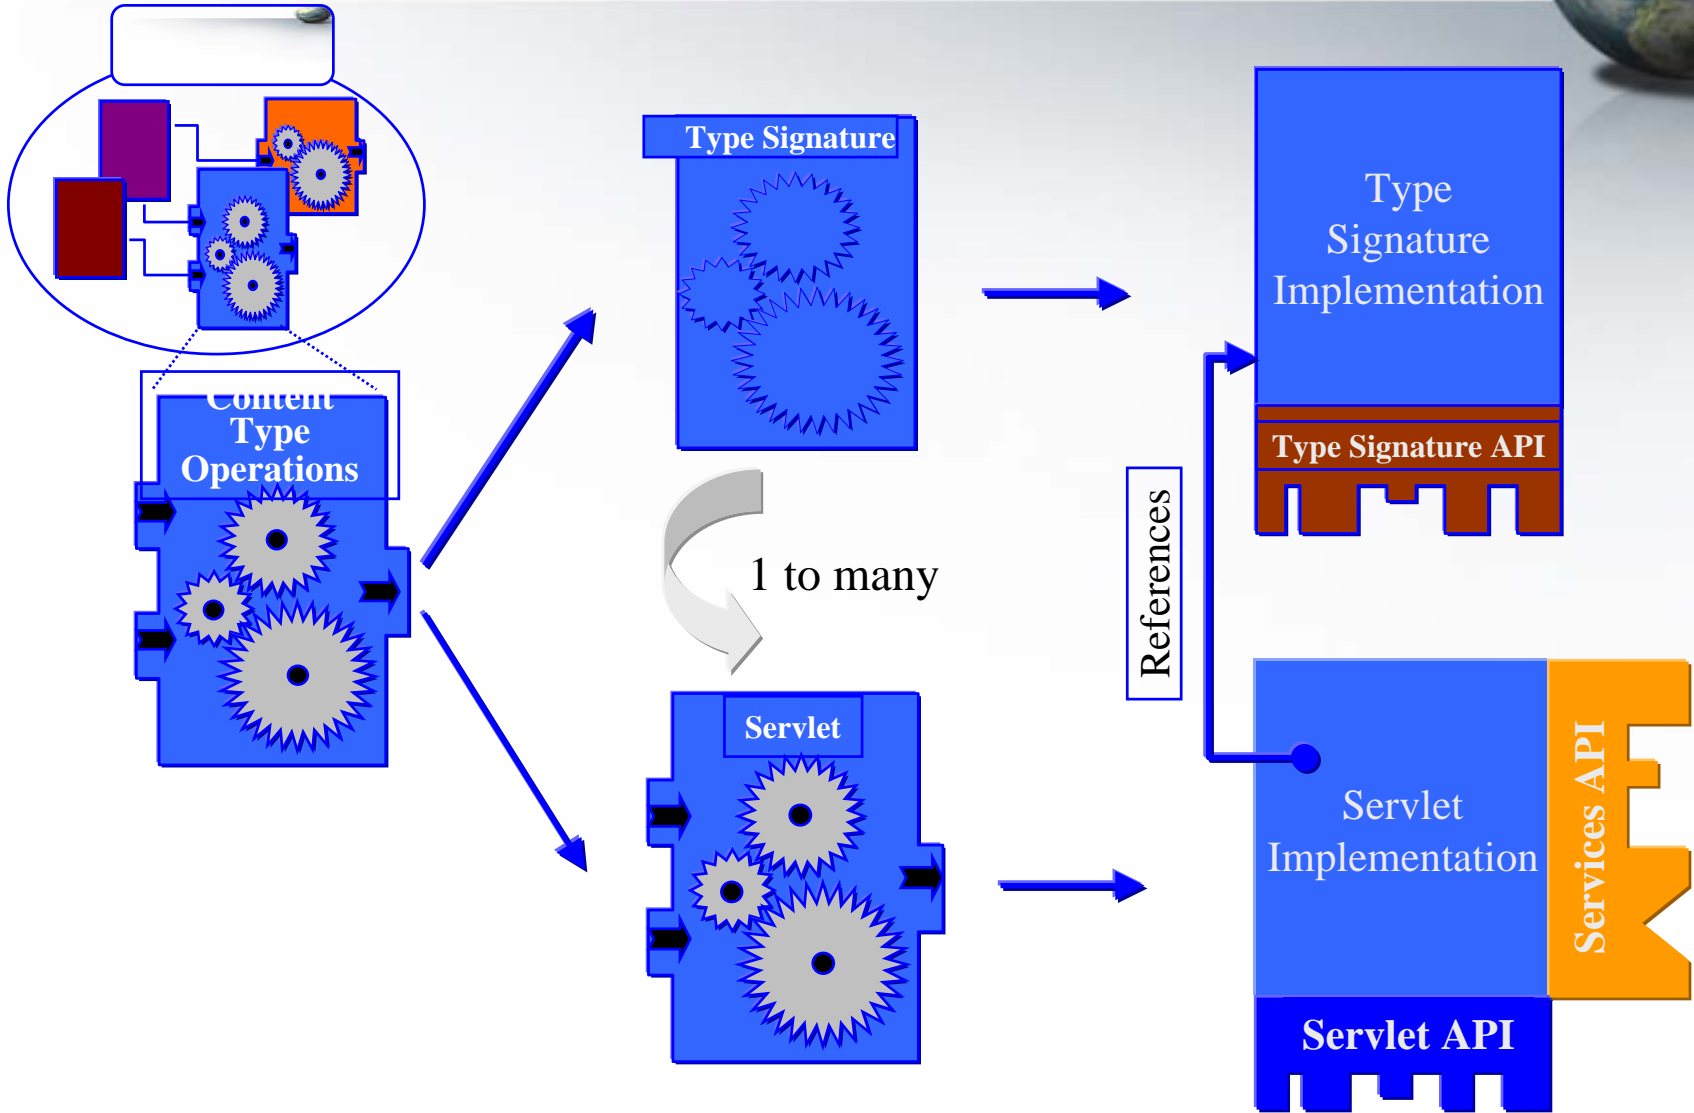 Content
Type
Operations
Type Signature
1 to many
Servlet
References
Type
Signature
Implementation
Type Signature API
Servlet
Implementation
Services API
Servlet API